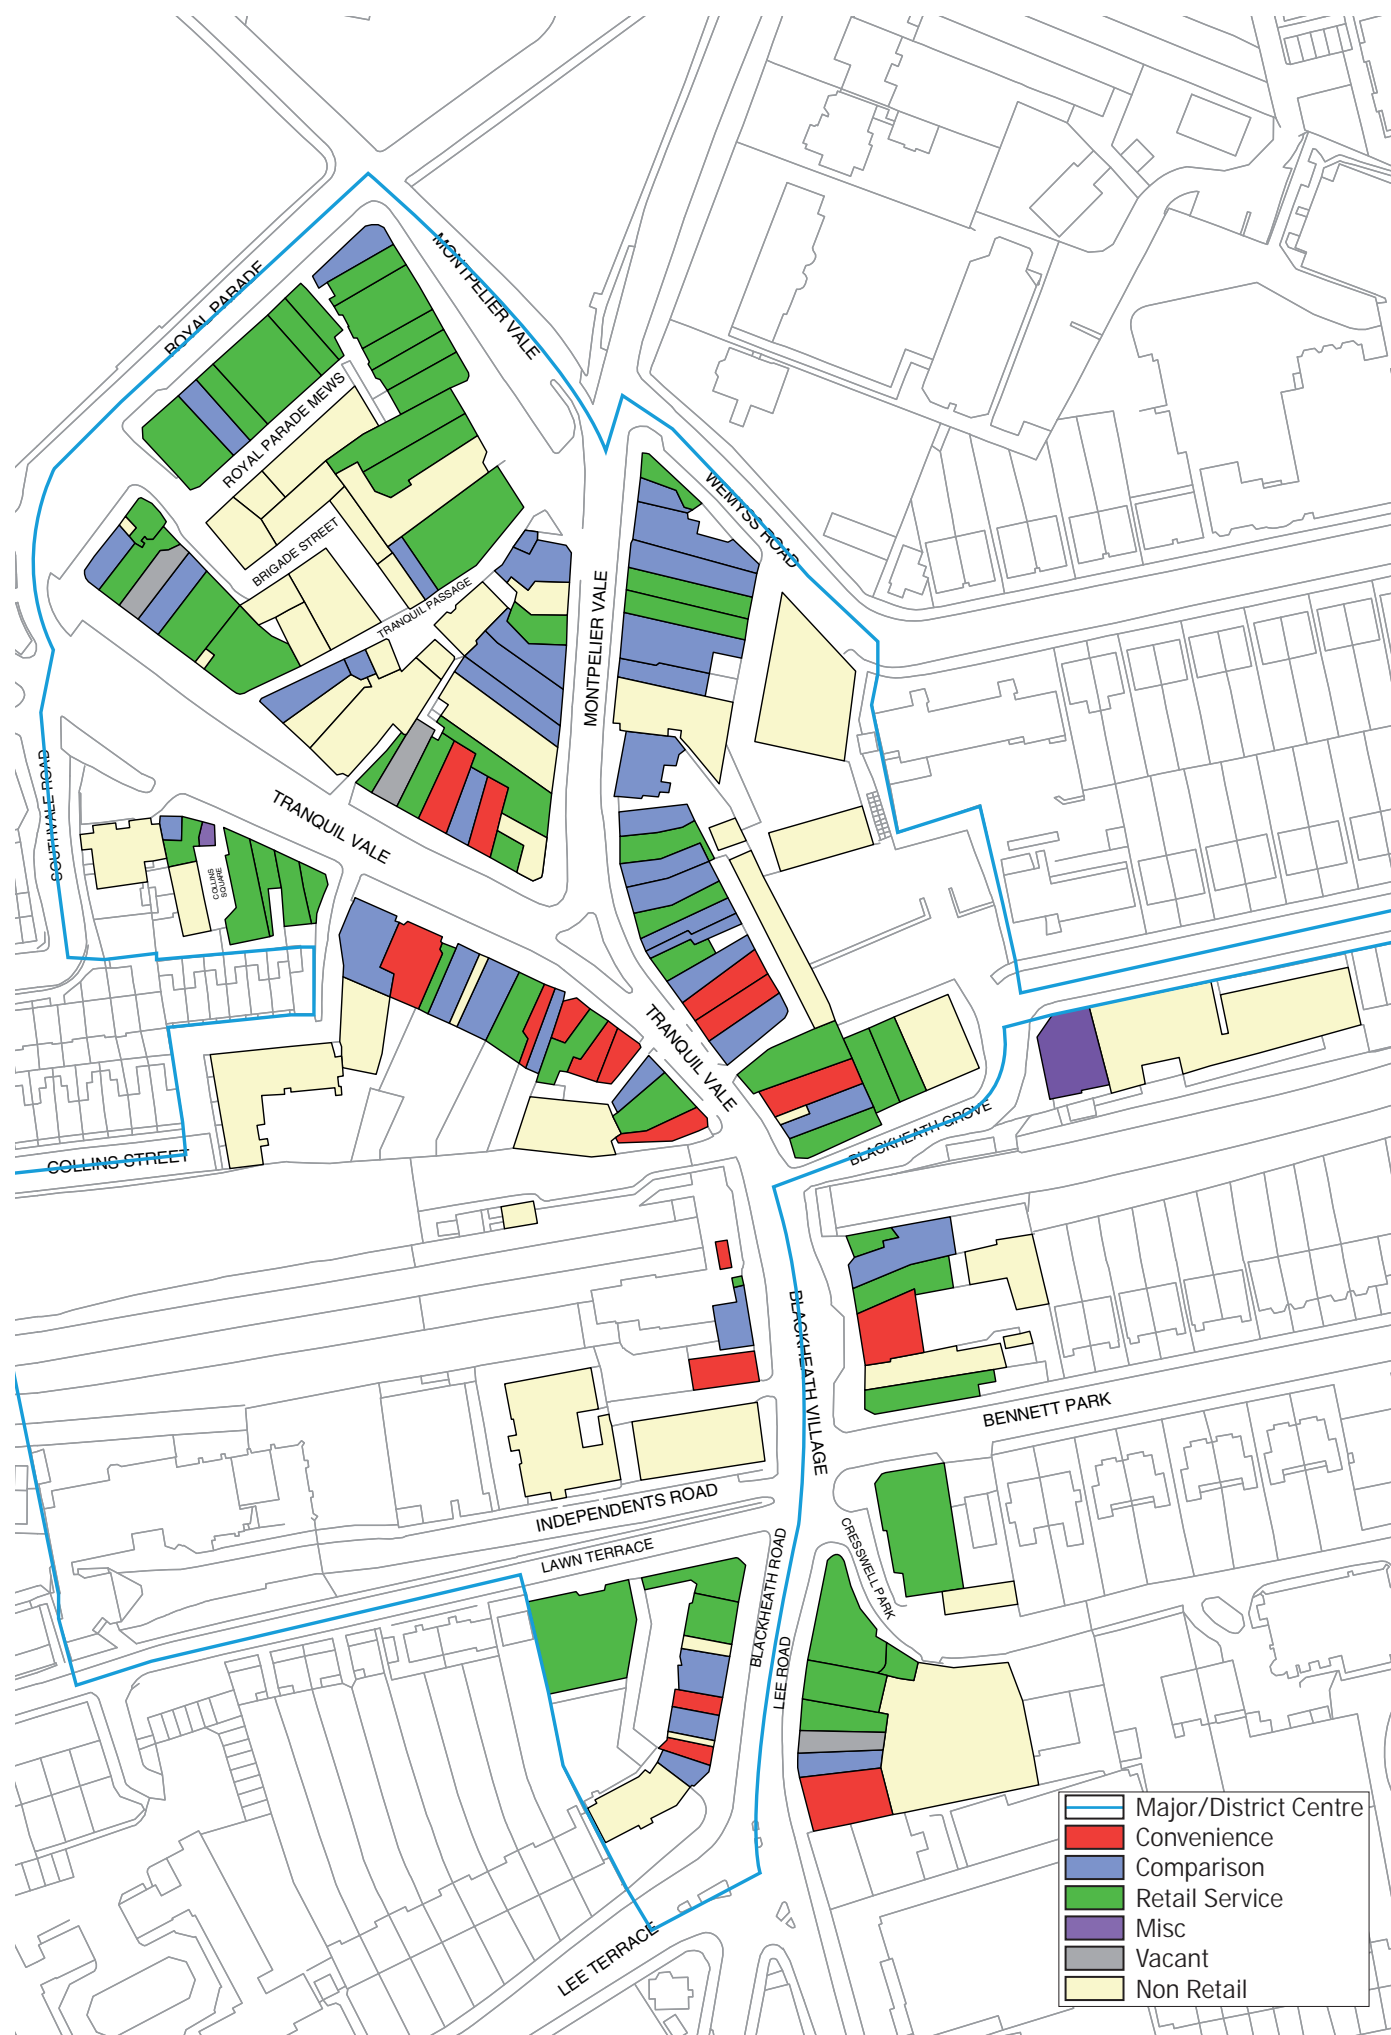 ROYAL PARADE
MONTPELIER VALE
ROYAL PARADE MEWS
WEMYSS ROAD
BRIGADE STREET
TRANQUIL PASSAGE
MONTPELIER VALE
SOUTHVALE ROAD
TRANQUIL VALE
COLLINS
SQUARE
TRANQUIL VALE
BLACKHEATH GROVE
COLLINS STREET
BLACKHEATH VILLAGE
BENNETT PARK
INDEPENDENTS ROAD
LAWN TERRACE
CRESSWELL PARK
BLACKHEATH ROAD
LEE ROAD
LEE TERRACE
Major/District Centre
Convenience
Comparison
Retail Service
Misc
Vacant
Non Retail